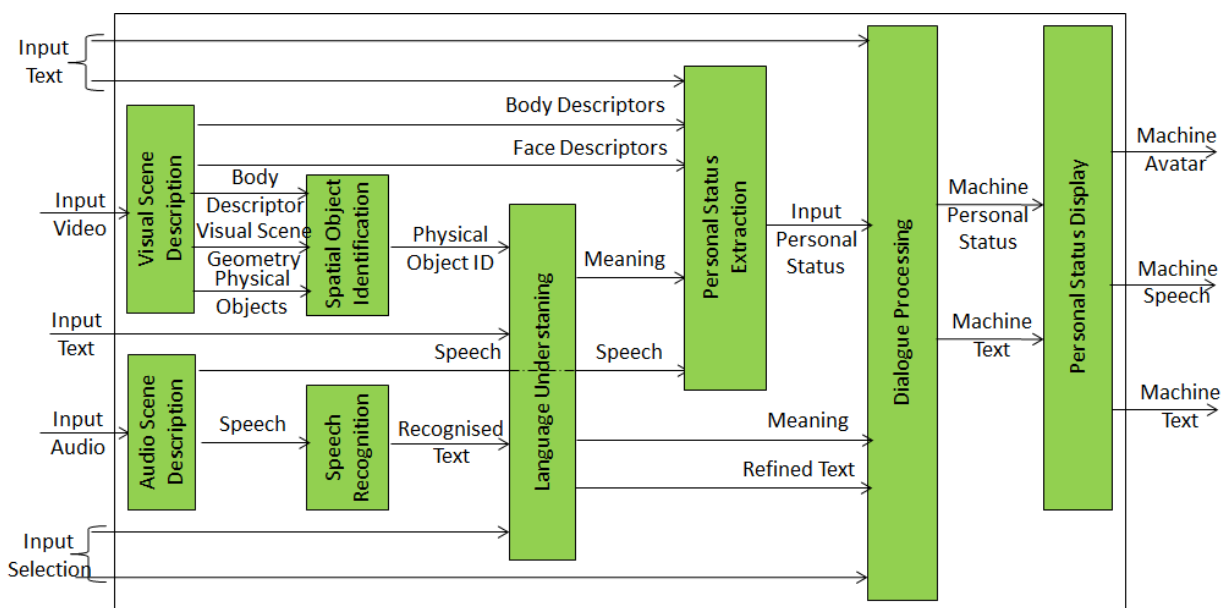 Input
Text
Body Descriptors
Face Descriptors
Visual Scene
Description
Body
Descriptor
Visual Scene
Geometry
Physical
Objects
Input
Video
Spatial Object
Identification
Physical
Object ID
Input
Text
Speech
Audio Scene
Description
Input
Audio
Speech
Speech
Recognition
Recognised
Text
Input
Selection
Language Understaning
Meaning
Speech
Personal Status
Extraction
Input
Personal
Status
Meaning
Refined Text
Dialogue Processing
Machine
Personal
Status
Machine
Text
Personal Status Display
Machine
Avatar
Machine
Speech
Machine
Text